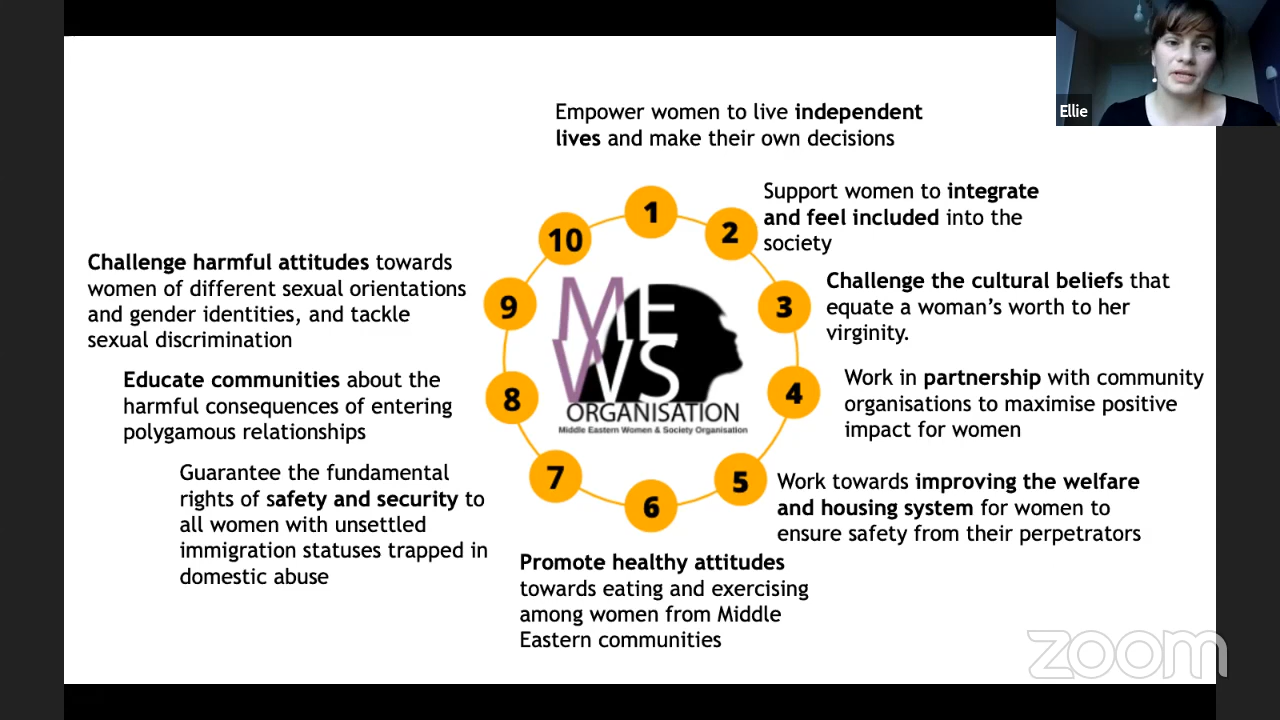 Ellie
Empower women to live independent
lives and make their own decisions
1
Support women to integrate
and feel included into the
society
2
Challenge the cultural beliefs that
equate a woman's worth to her
virginity.
3
Work in partnership with community
organisations to maximise positive
impact for women
4
Work towards improving the welfare
and housing system for women to
ensure safety from their perpetrators
5
6
Promote healthy attitudes
towards eating and exercising
among women from Middle
Eastern communities
7
Guarantee the fundamental
rights of safety and security to
all women with unsettled
immigration statuses trapped in
domestic abuse
8
Educate communities about the
harmful consequences of entering
polygamous relationships
9
Challenge harmful attitudes towards
women of different sexual orientations
and gender identities, and tackle
sexual discrimination
10
ME
WS
ORGANISATION
Middle Eastern Women & Society Organisation
zoom